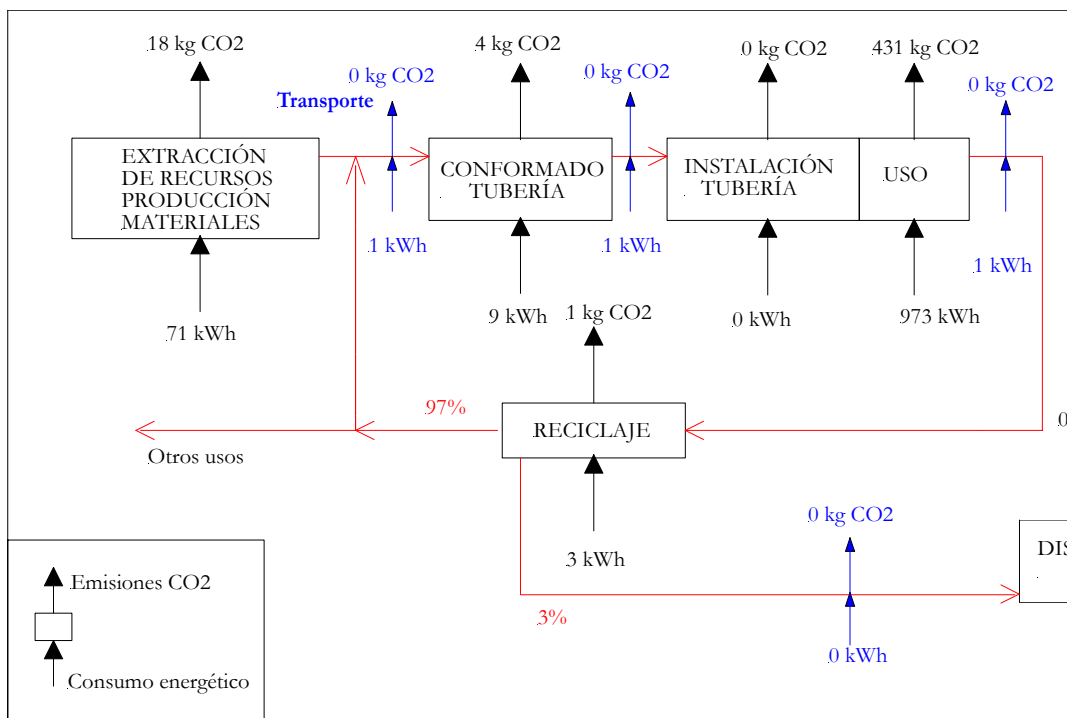 18 kg CO2
4 kg CO2
0 kg CO2
431 kg CO2
0 kg CO2
0 kg CO2
0 kg CO2
Transporte
EXTRACCIÓN
DE RECURSOS
PRODUCCIÓN
MATERIALES
CONFORMADO
TUBERÍA
INSTALACIÓN
TUBERÍA
USO
1 kWh
1 kWh
1 kWh
71 kWh
9 kWh
0 kWh
973 kWh
1 kg CO2
97%
RECICLAJE
0
Otros usos
3 kWh
0 kg CO2
DIS
3%
0 kWh
Emisiones CO2
Consumo energético